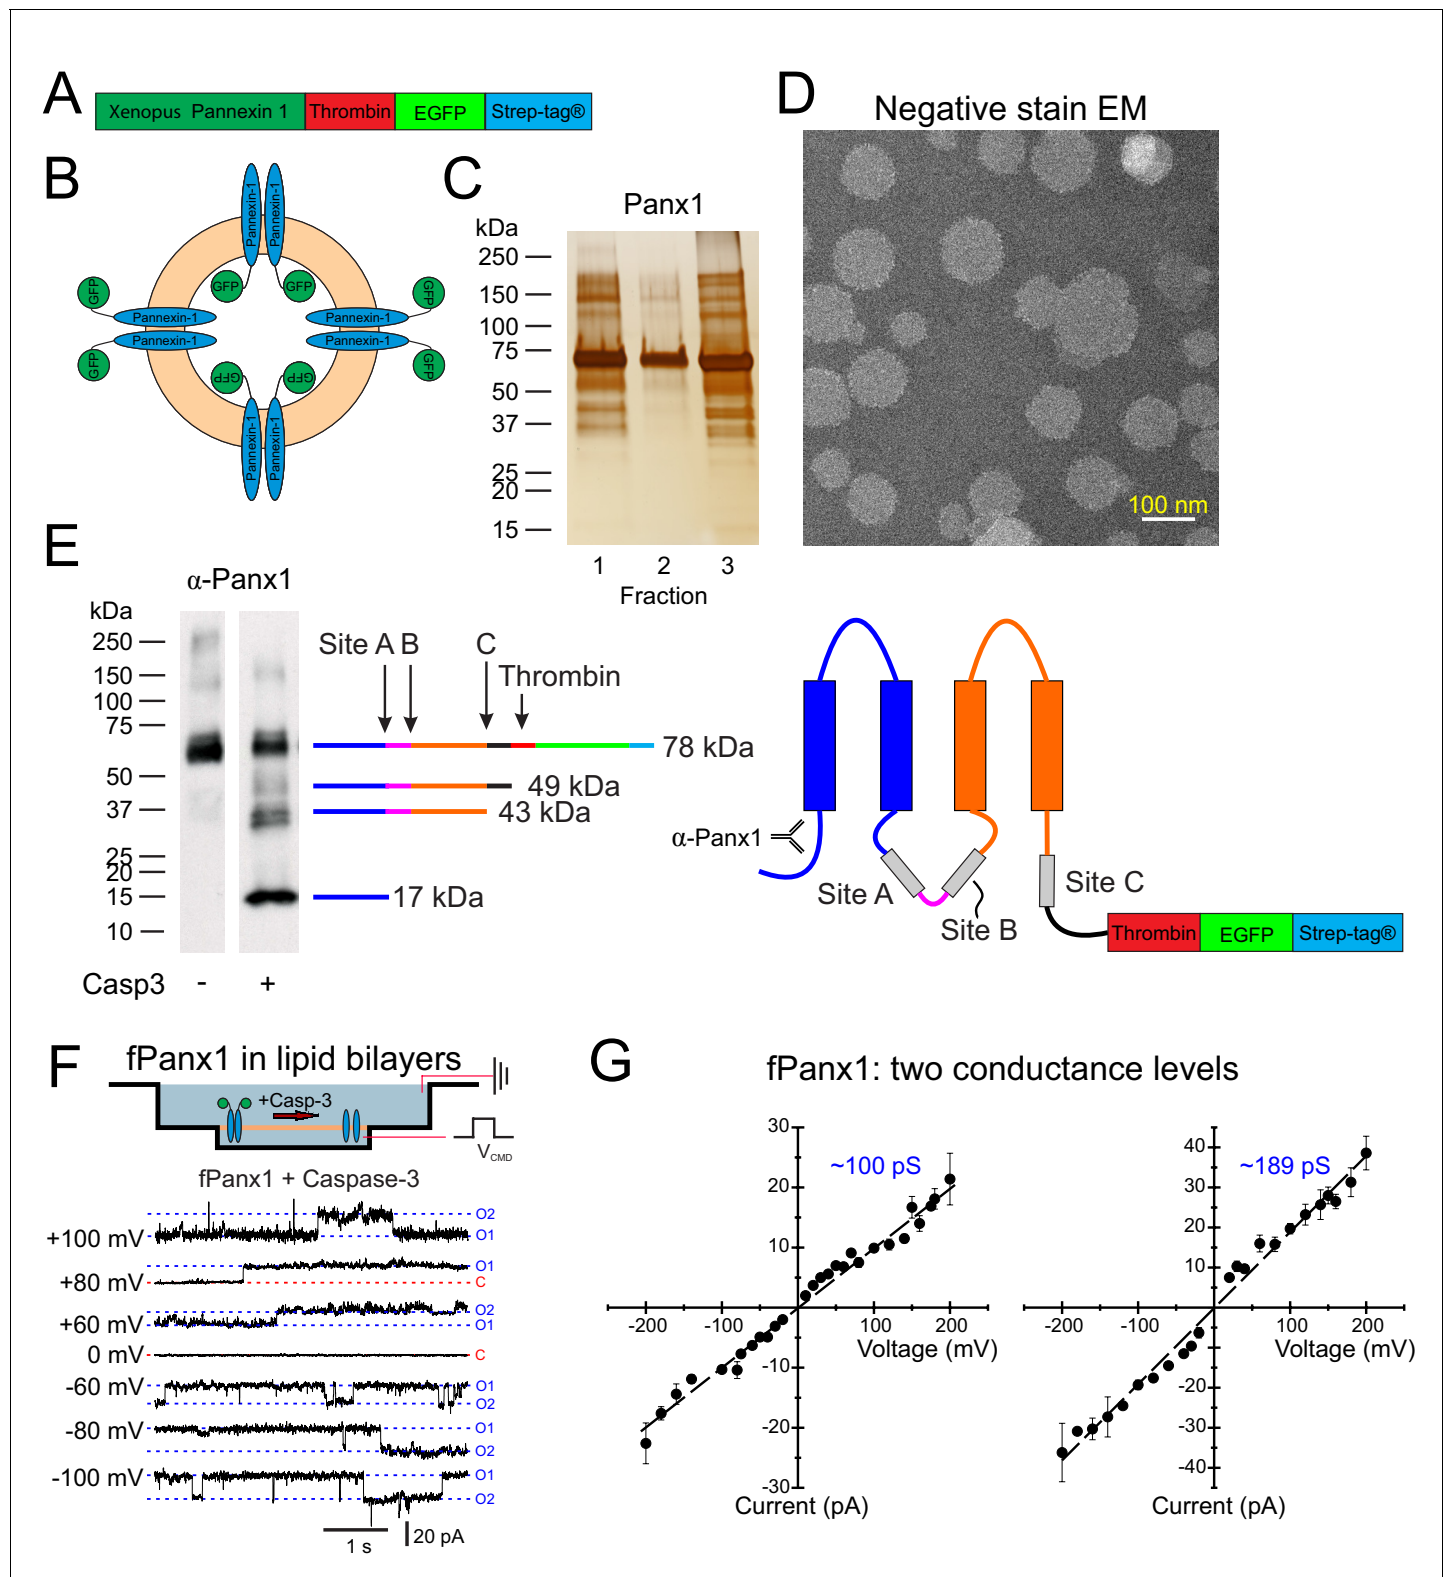 A
Xenopus Pannexin 1 Thrombin EGFP Strep-tag®
B
Pannexin-1 Pannexin-1
GFP GFP GFP GFP
Pannexin-1 Pannexin-1
Pannexin-1 Pannexin-1
GFP GFP GFP GFP
Pannexin-1 Pannexin-1
C
Panx1
kDa
250
150
100
75
50
37
25
20
15
1 2 3
Fraction
D
Negative stain EM
100 nm
E
α-Panx1
kDa
250
150
100
75
50
37
25
20
15
10
Casp3 - +
Site A B C
Thrombin
78 kDa
49 kDa
43 kDa
17 kDa
α-Panx1
Site A
Site B
Site C
Thrombin EGFP Strep-tag®
F
fPanx1 in lipid bilayers
+Casp-3
VCMD
fPanx1 + Caspase-3
O2
+100 mV O1
O1
+80 mV C
O2
+60 mV O1
0 mV C
-60 mV O1
O2
-80 mV O1
O2
-100 mV O1
O2
1 s
20 pA
G
fPanx1: two conductance levels
~100 pS
30
20
10
-10
-20
-30
-200 -100 100 200
Voltage (mV)
Current (pA)
~189 pS
40
30
20
10
-20
-30
-40
-200 -100 100 200
Voltage (mV)
Current (pA)